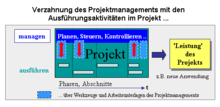 Verzahnung des Projektmanagements mit den
Ausführungsaktivitäten im Projekt ...
managen
Planen, Steuern, Kontrollieren ...
Projekt
ausführen
'Leistung'
des
Projekts
z.B. neue Anwendung
Phasen, Abschnitte
t
... über Werkzeuge und Arbeitsunterlagen des Projektmanagements